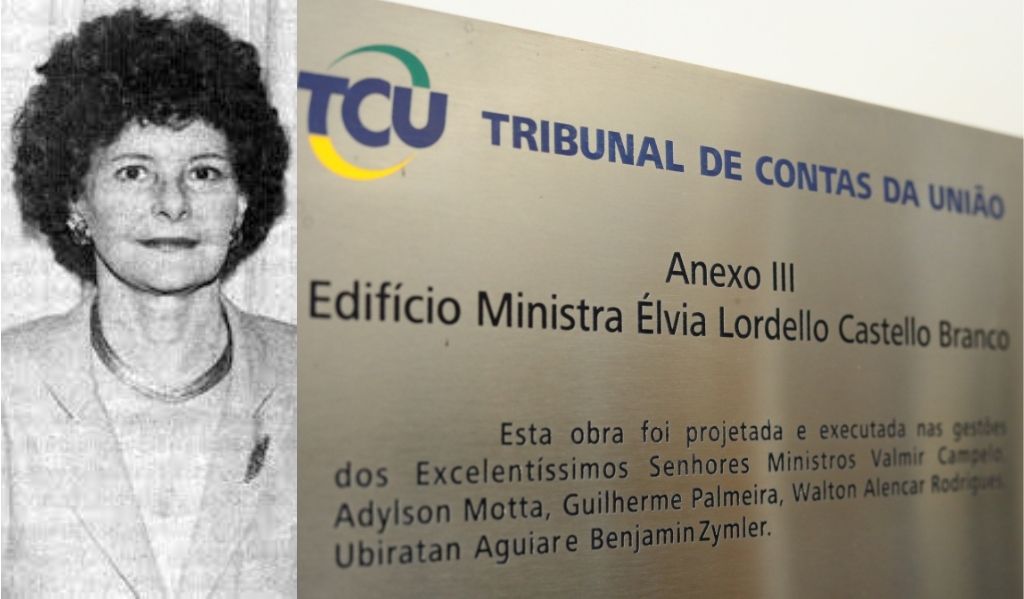 TCU TRIBUNAL DE CONTAS DA UNIÃO
Anexo III
Edifício Ministra Élvia Lordello Castello Branco
Esta obra foi projetada e executada nas gestões
dos Excelentíssimos Senhores Ministros Valmir Campelo,
Adylson Motta, Guilherme Palmeira, Walton Alencar Rodrigues,
Ubiratan Aguiar e Benjamin Zymler.